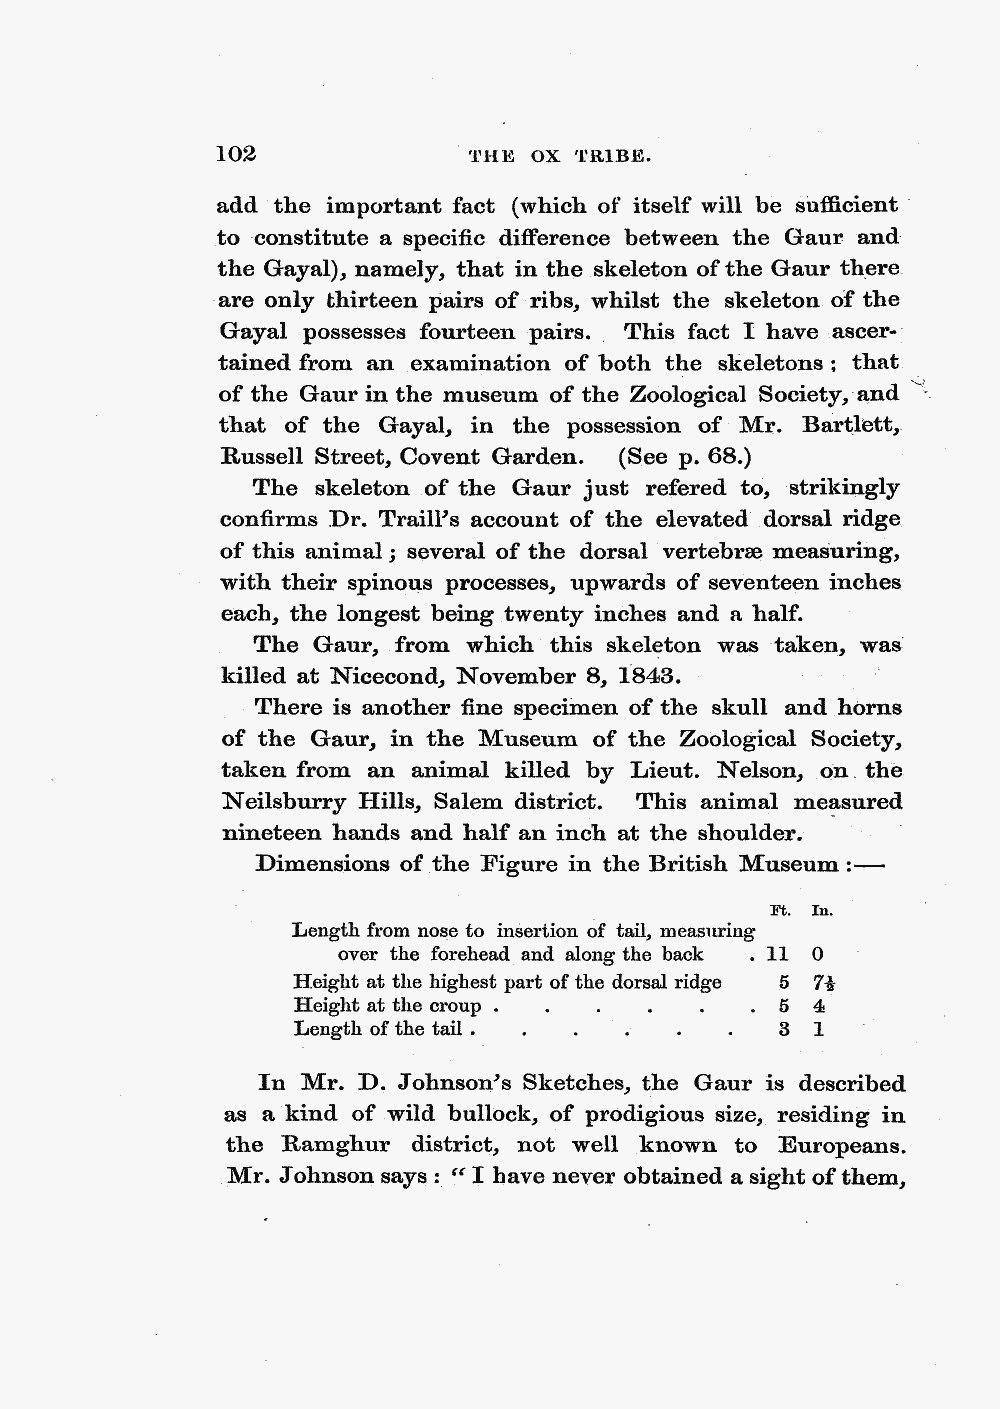 102 THE OX TRIBE.
add the important fact (which of itself will be sufficient
to constitute a specific difference between the Gaur and
the Gayal), namely, that in the skeleton of the Gaur there
are only thirteen pairs of ribs, whilst the skeleton of the
Gayal possesses fourteen pairs. This fact I have ascer-
tained from an examination of both the skeletons ; that
of the Gaur in the museum of the Zoological Society, and
that of the Gayal, in the possession of Mr. Bartlett,
Russell Street, Covent Garden. (See p. 68.)
The skeleton of the Gaur just refered to, strikingly
confirms Dr. Traill's account of the elevated dorsal ridge
of this animal ; several of the dorsal vertebræ measuring,
with their spinous processes, upwards of seventeen inches
each, the longest being twenty inches and a half.
The Gaur, from which this skeleton was taken, was
killed at Nicecond, November 8, 1843.
There is another fine specimen of the skull and horns
of the Gaur, in the Museum of the Zoological Society,
taken from an animal killed by Lieut. Nelson, on the
Neilsburry Hills, Salem district. This animal measured
nineteen hands and half an inch at the shoulder.
Dimensions of the Figure in the British Museum :—
Ft. In.
Length from nose to insertion of tail, measuring
over the forehead and along the back . 11 0
Height at the highest part of the dorsal ridge 5 7½
Height at the croup . . . . . . 5 4
Length of the tail . . . . . . 3 1
In Mr. D. Johnson's Sketches, the Gaur is described
as a kind of wild bullock, of prodigious size, residing in
the Ramghur district, not well known to Europeans.
Mr. Johnson says : “ I have never obtained a sight of them,